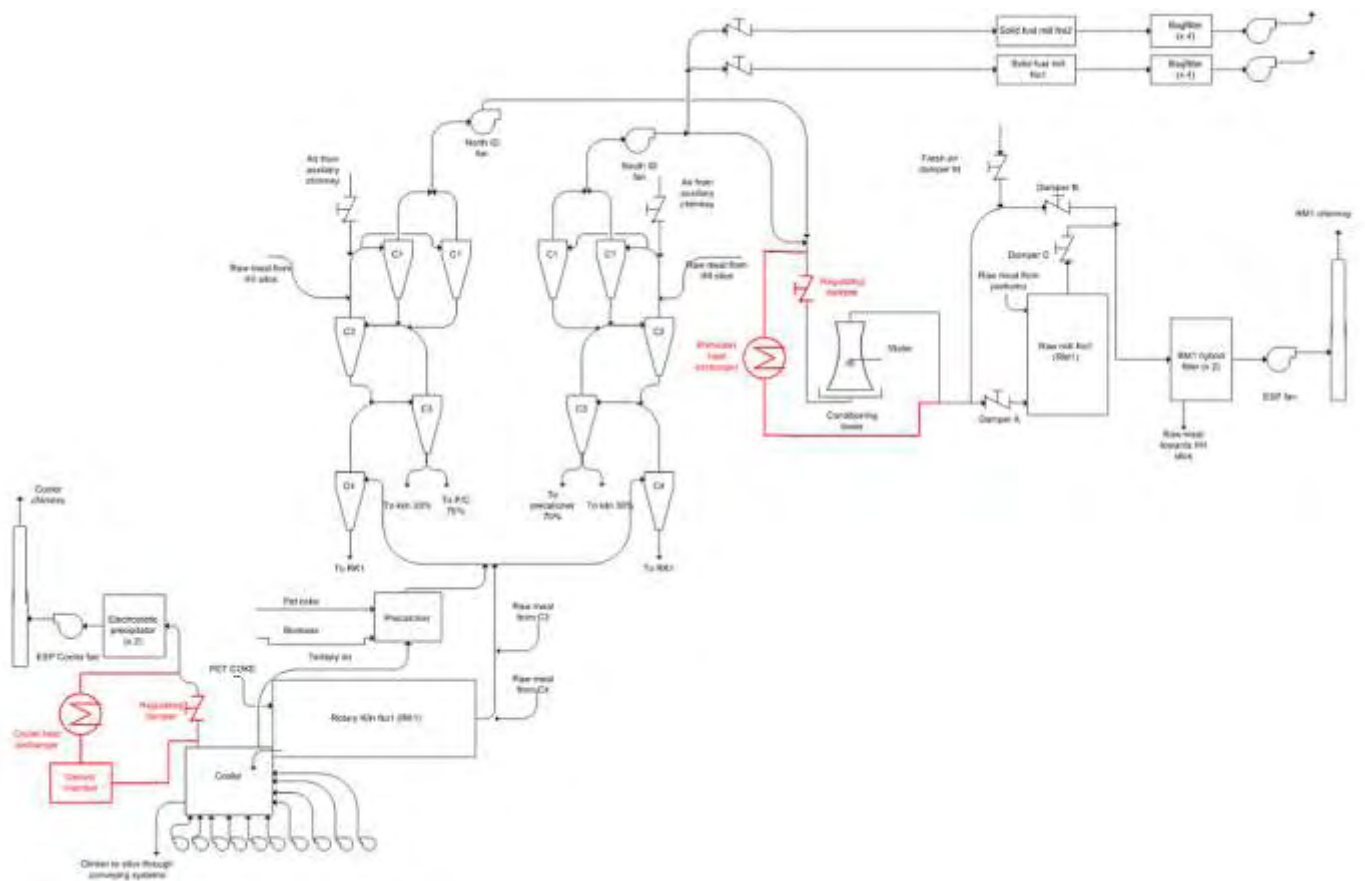 Solid fuel mill No2
Bagfilter
(x 4)
Solid fuel mill
No1
Bagfilter
(x 4)
North ID
fan
South ID
fan
Air from
auxiliary
chimney
Air from
auxiliary
chimney
Fresh air
damper
Damper B
RM1 chimney
C1
C1
C1
C1
Damper C
Raw meal from
silos
Raw meal from
silos
Regulating
damper
Raw meal from
C2
C2
Preheater
heat
exchanger
Water
Raw mill No1
(RM1)
RM1 hybrid
filter (x 2)
ESP fan
C3
C3
Conditioning
tower
Damper A
Raw meal
towards
silos
Cooler
chimney
C4
To kiln 30%
To P/C
70%
To
precalciner
70%
To kiln 30%
C4
To RK1
To RK1
Pet coke
Precalciner
Raw meal
from C3
Electrostatic
precipitator
(x 2)
Biomass
ESP Cooler fan
Tertiary air
PET COKE
Raw meal
from C4
Regulating
damper
Rotary Kiln No1 (RK1)
Cooler heat
exchanger
Cooler
Clinker to silos through
conveying systems